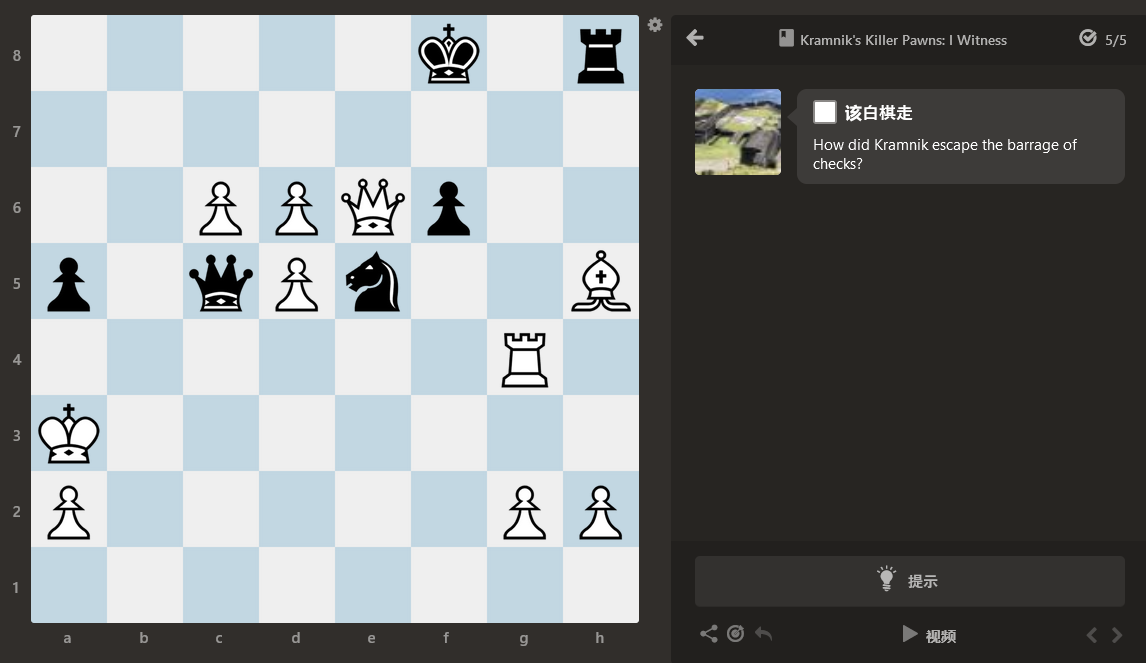 Kramnik's Killer Pawns: I Witness
5/5
该白棋走
How did Kramnik escape the barrage of
checks?
8
7
6
5
4
3
2
1
a b c d e f g h
提示
视频